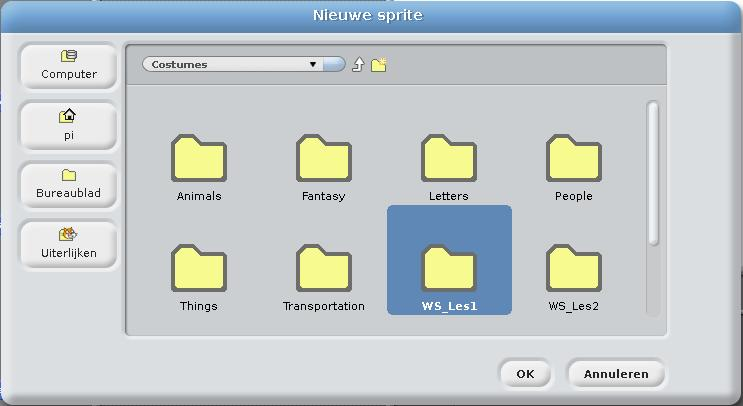 Nieuwe sprite
Computer
pi
Bureaublad
Uiterlijken
Costumes
Animals
Fantasy
Letters
People
Things
Transportation
WS_Les1
WS_Les2
OK
Annuleren